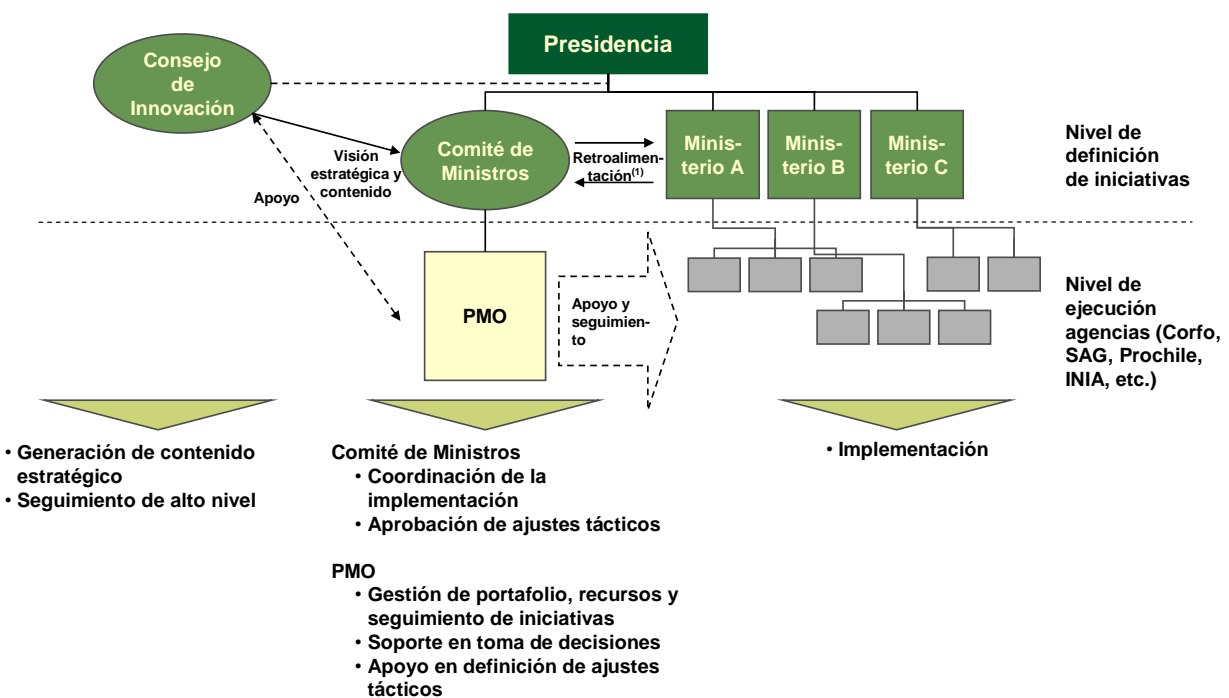 Presidencia
Consejo
de
Innovación
Comité de
Ministros
Visión
estratégica y
contenido
Apoyo
Retroalimen-
tación(1)
Minis-
terio A
Minis-
terio B
Minis-
terio C
Nivel de
definición
de iniciativas
PMO
Apoyo y
seguimien-
to
Nivel de
ejecución
agencias (Corfo,
SAG, Prochile,
INIA, etc.)
• Generación de contenido
estratégico
• Seguimiento de alto nivel
Comité de Ministros
• Coordinación de la
implementación
• Aprobación de ajustes tácticos
PMO
• Gestión de portafolio, recursos y
seguimiento de iniciativas
• Soporte en toma de decisiones
• Apoyo en definición de ajustes
tácticos
• Implementación